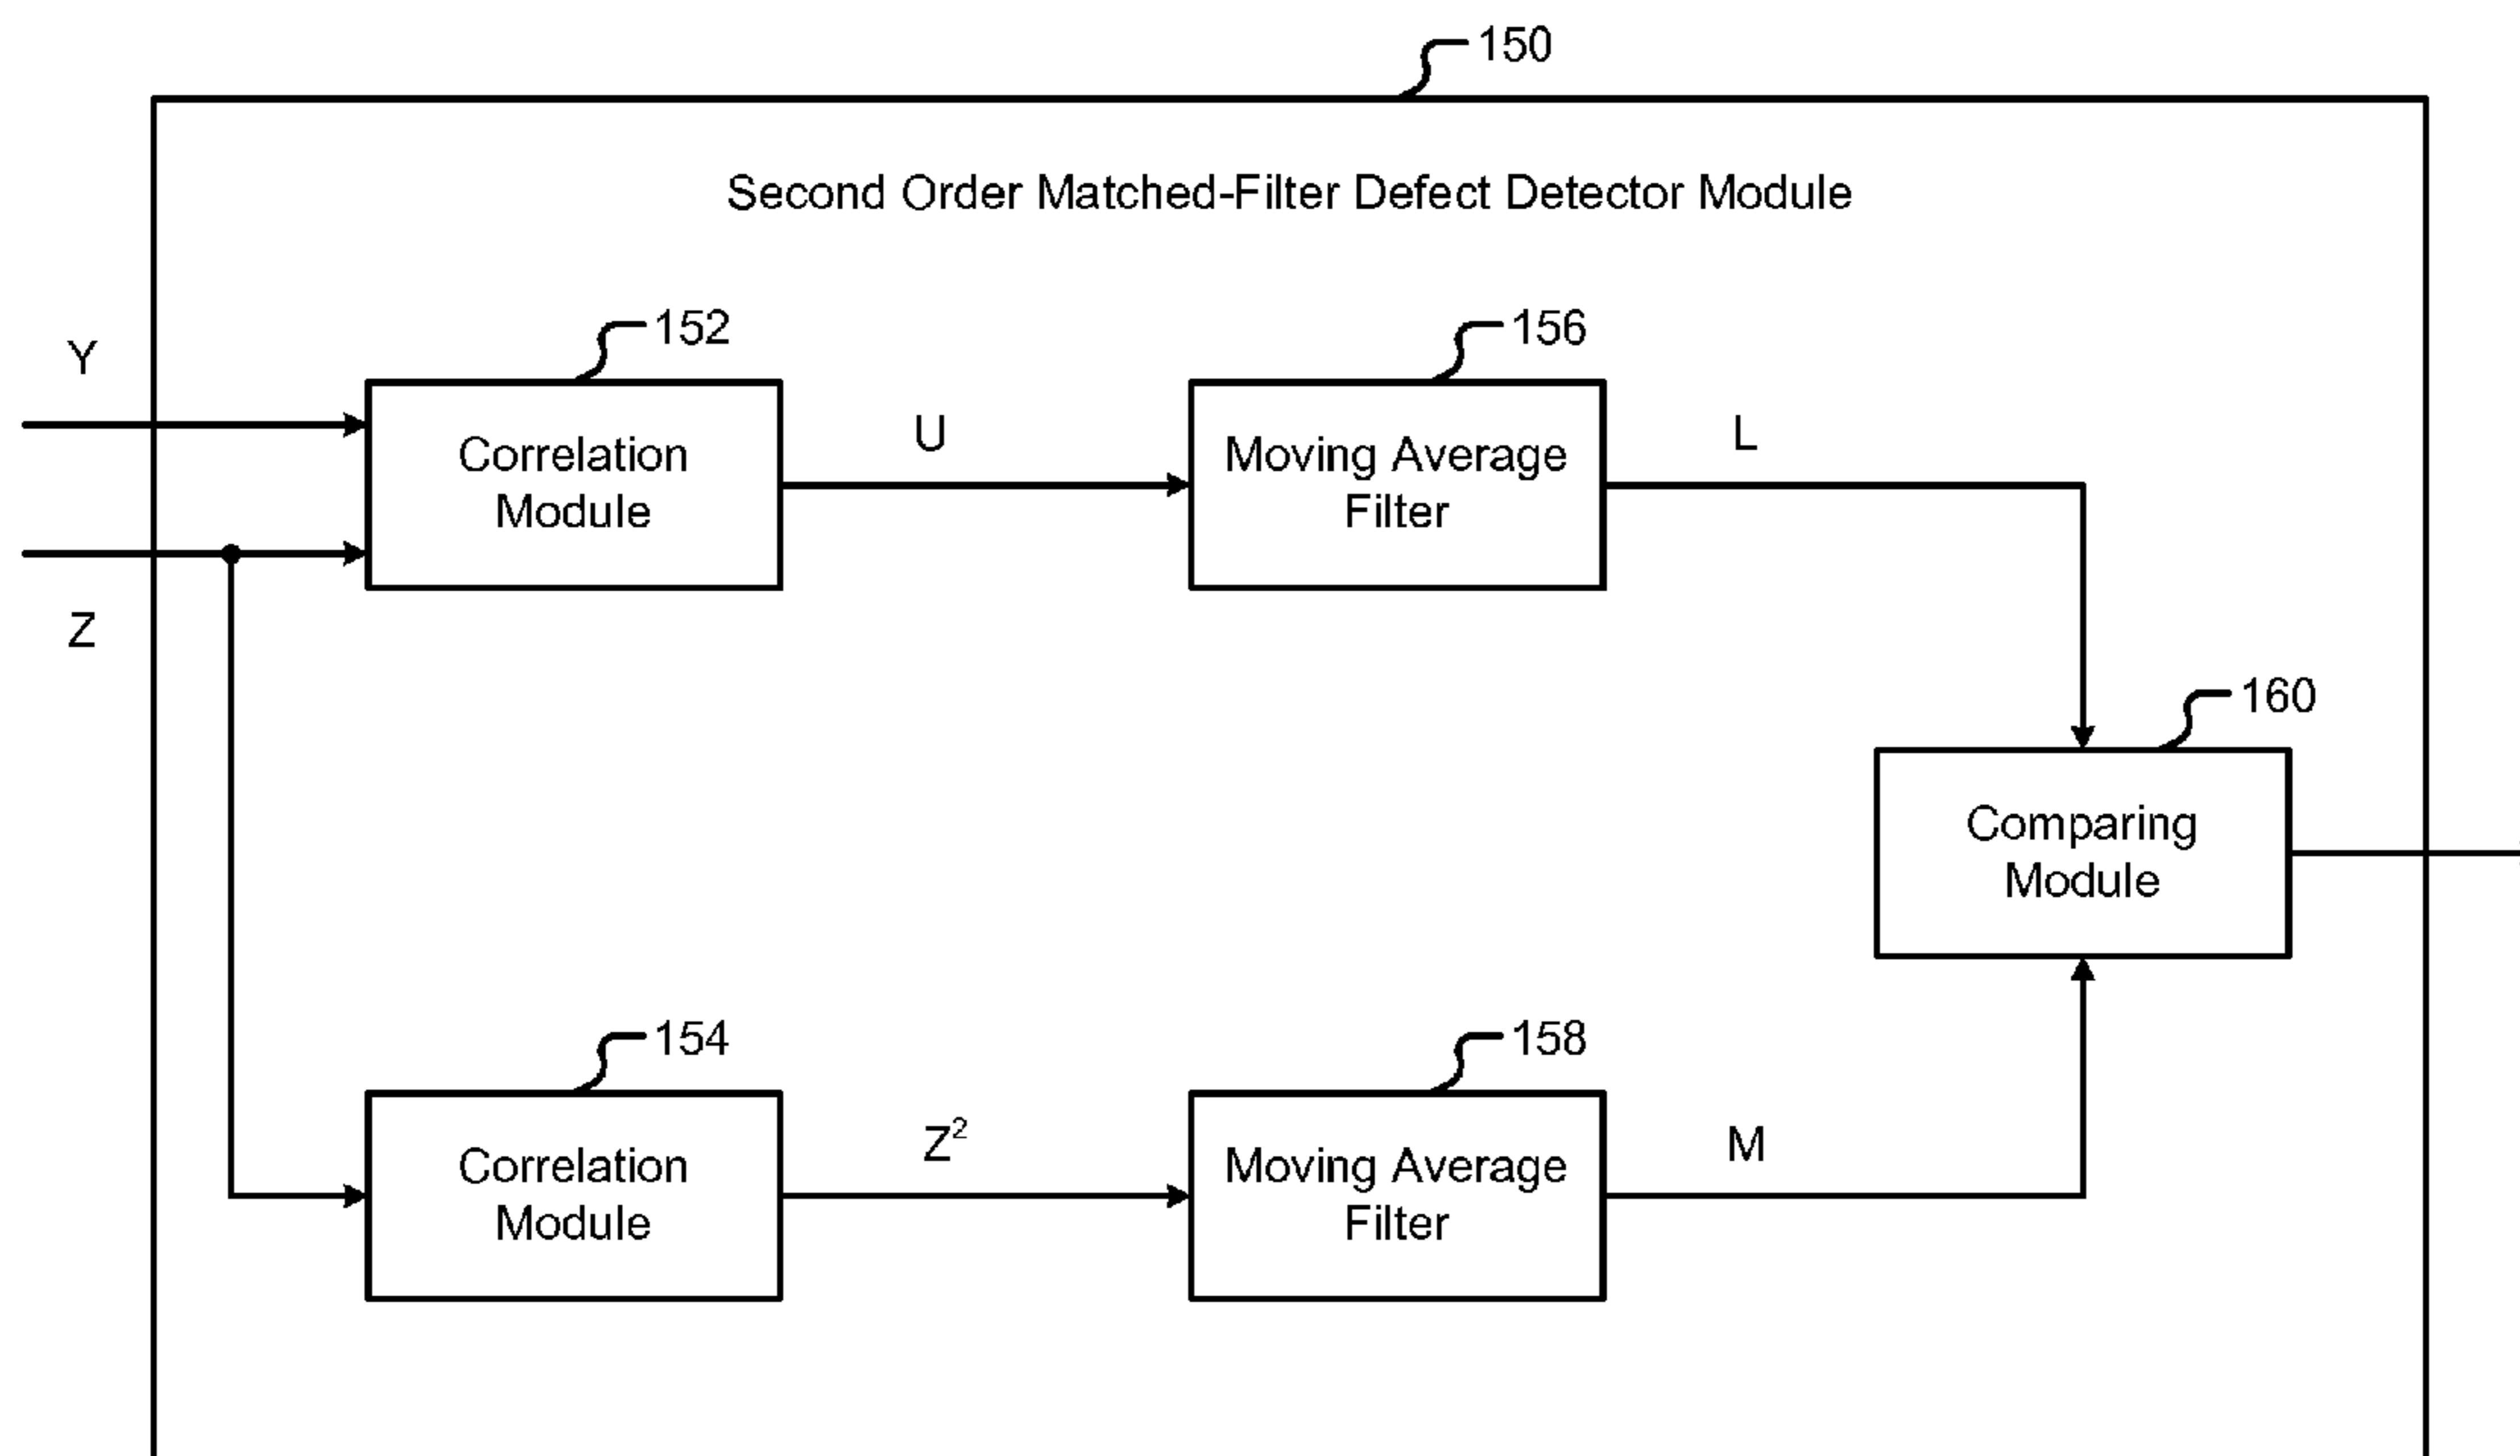 150
Second Order Matched-Filter Defect Detector Module
152
156
Y
U
L
Correlation
Module
Moving Average
Filter
Z
160
Comparing
Module
154
158
Z²
M
Correlation
Module
Moving Average
Filter